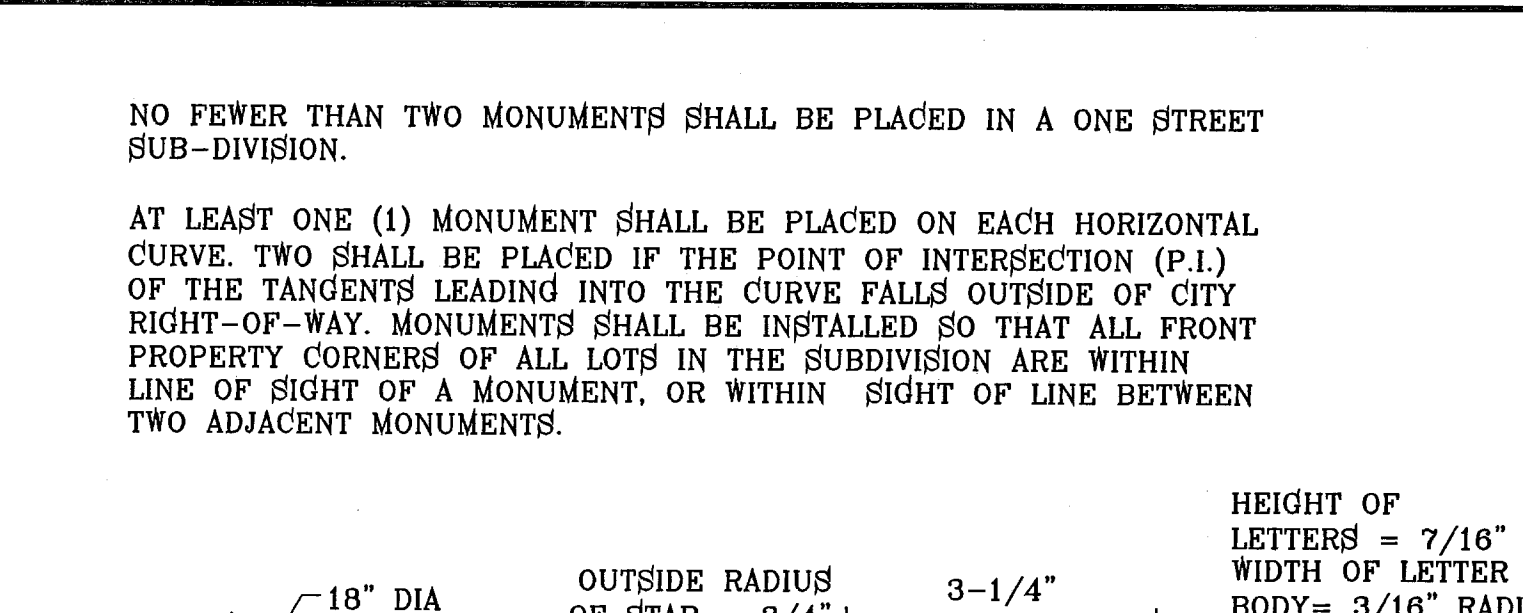 NO FEWER THAN TWO MONUMENTS SHALL BE PLACED IN A ONE STREET
SUB-DIVISION.
AT LEAST ONE (1) MONUMENT SHALL BE PLACED ON EACH HORIZONTAL
CURVE. TWO SHALL BE PLACED IF THE POINT OF INTERSECTION (P.I.)
OF THE TANGENTS LEADING INTO THE CURVE FALLS OUTSIDE OF CITY
RIGHT-OF-WAY. MONUMENTS SHALL BE INSTALLED SO THAT ALL FRONT
PROPERTY CORNERS OF ALL LOTS IN THE SUBDIVISION ARE WITHIN
LINE OF SIGHT OF A MONUMENT, OR WITHIN SIGHT OF LINE BETWEEN
TWO ADJACENT MONUMENTS.
HEIGHT OF
LETTERS = 7/16"
WIDTH OF LETTER
BODY= 3/16"
OUTSIDE RADIUS
OF STAR
3-1/4"
18" DIA